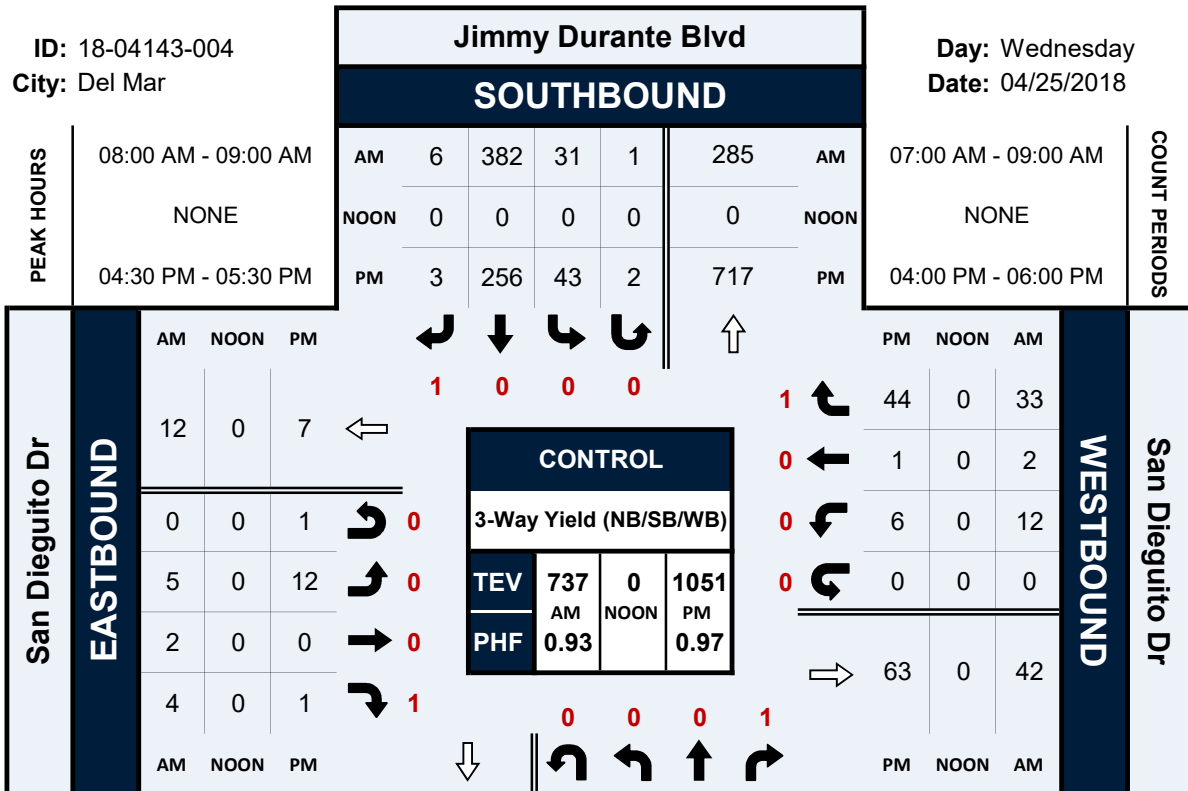 ID: 18-04143-004
City: Del Mar
Jimmy Durante Blvd
SOUTHBOUND
Day: Wednesday
Date: 04/25/2018
PEAK HOURS
08:00 AM - 09:00 AM
NONE
04:30 PM - 05:30 PM
AM 6 382 31 1 285 AM
NOON 0 0 0 0 0 NOON
PM 3 256 43 2 717 PM
07:00 AM - 09:00 AM
NONE
04:00 PM - 06:00 PM
COUNT PERIODS
1 0 0 0
San Dieguito Dr
EASTBOUND
AM NOON PM
12 0 7
0 0 1 0
5 0 12 0
2 0 0 0
4 0 1 1
AM NOON PM
CONTROL
3-Way Yield (NB/SB/WB)
TEV 737 0 1051
AM NOON PM
PHF 0.93 0.97
0 0 0 1
PM NOON AM
1 44 0 33
0 1 0 2
0 6 0 12
0 0 0 0
63 0 42
PM NOON AM
WESTBOUND
San Dieguito Dr